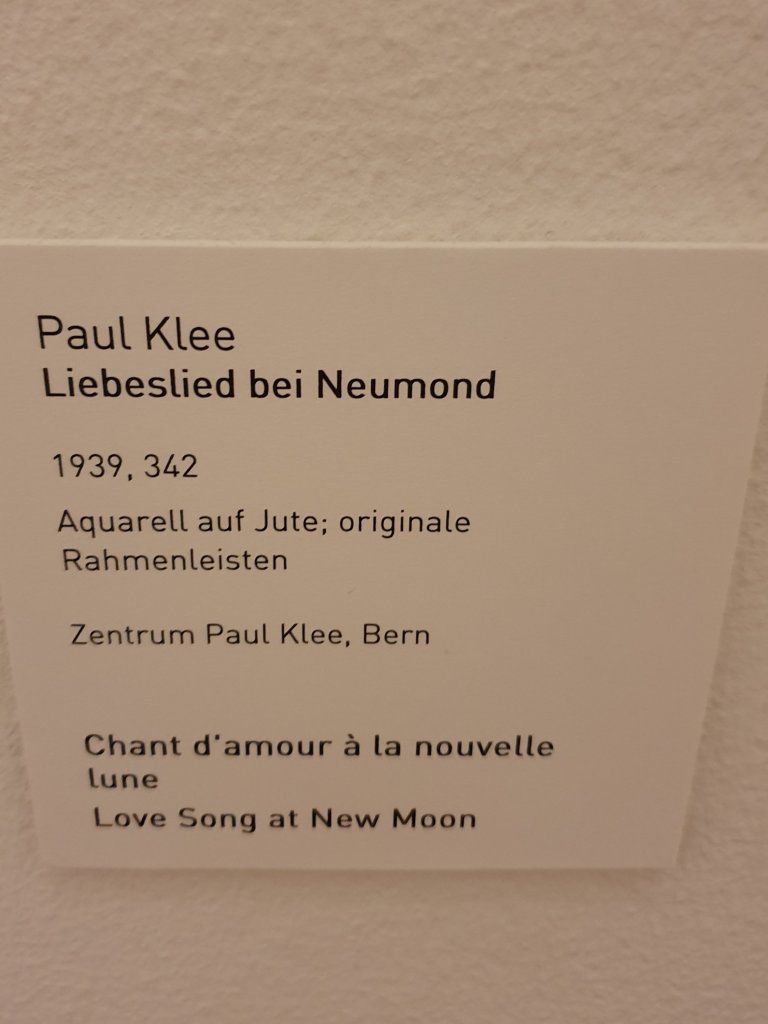 Paul Klee
Liebeslied bei Neumond
1939, 342
Aquarell auf Jute; originale
Rahmenleisten
Zentrum Paul Klee, Bern
Chant d'amour à la nouvelle
lune
Love Song at New Moon